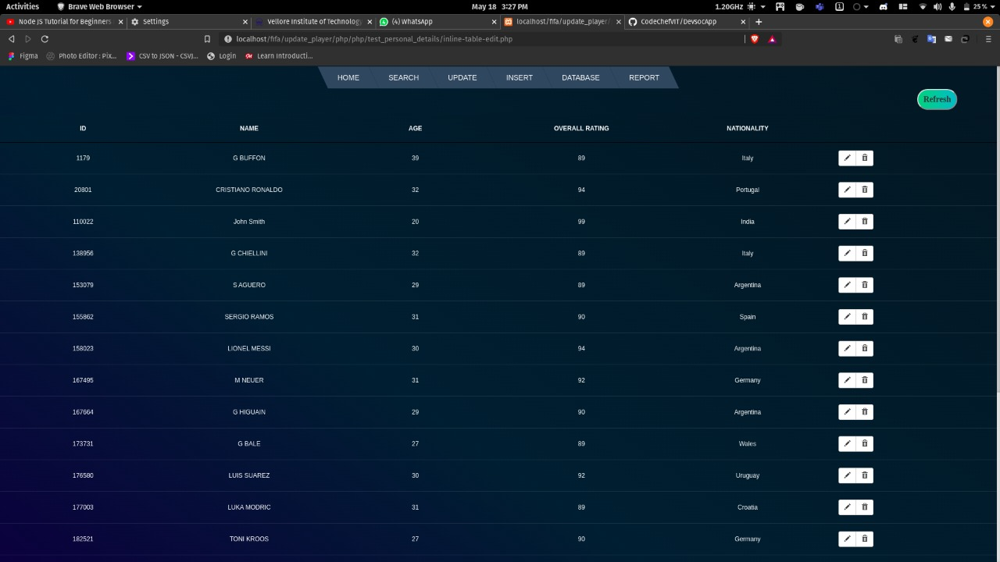 Activities Brave Web Browser May 18 3:27 PM 1.20GHz 25 %
Node JS Tutorial for Beginners Settings Vellore Institute of Technology (4) WhatsApp localhost/fifa/update_player/ CodeChefVIT/DevsocApp
localhost/fifa/update_player/php/php/test_personal_details/inline-table-edit.php
Figma Photo Editor : Pix... CSV to JSON - CSVJ... Login Learn Introducti...
HOME SEARCH UPDATE INSERT DATABASE REPORT
Refresh
ID NAME AGE OVERALL RATING NATIONALITY
1179 G BUFFON 39 89 Italy
20801 CRISTIANO RONALDO 32 94 Portugal
110022 John Smith 20 99 India
138956 G CHIELLINI 32 89 Italy
153079 S AGUERO 29 89 Argentina
155862 SERGIO RAMOS 31 90 Spain
158023 LIONEL MESSI 30 94 Argentina
167495 M NEUER 31 92 Germany
167664 G HIGUAIN 29 90 Argentina
173731 G BALE 27 89 Wales
176580 LUIS SUAREZ 30 92 Uruguay
177003 LUKA MODRIC 31 89 Croatia
182521 TONI KROOS 27 90 Germany